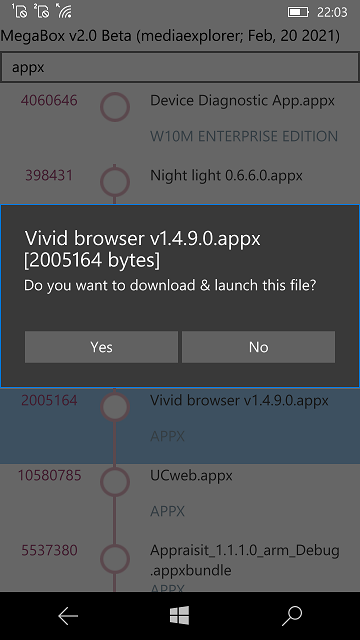 1 2 22:03
MegaBox v2.0 Beta (mediaexplorer; Feb, 20 2021)
appx
4060646 Device Diagnostic App.appx
W10M ENTERPRISE EDITION
398431 Night light 0.6.6.0.appx
Vivid browser v1.4.9.0.appx
[2005164 bytes]
Do you want to download & launch this file?
Yes No
2005164 Vivid browser v1.4.9.0.appx
APPX
10580785 UCweb.appx
APPX
5537380 Appraisit_1.1.1.0_arm_Debug
.appxbundle
APPX